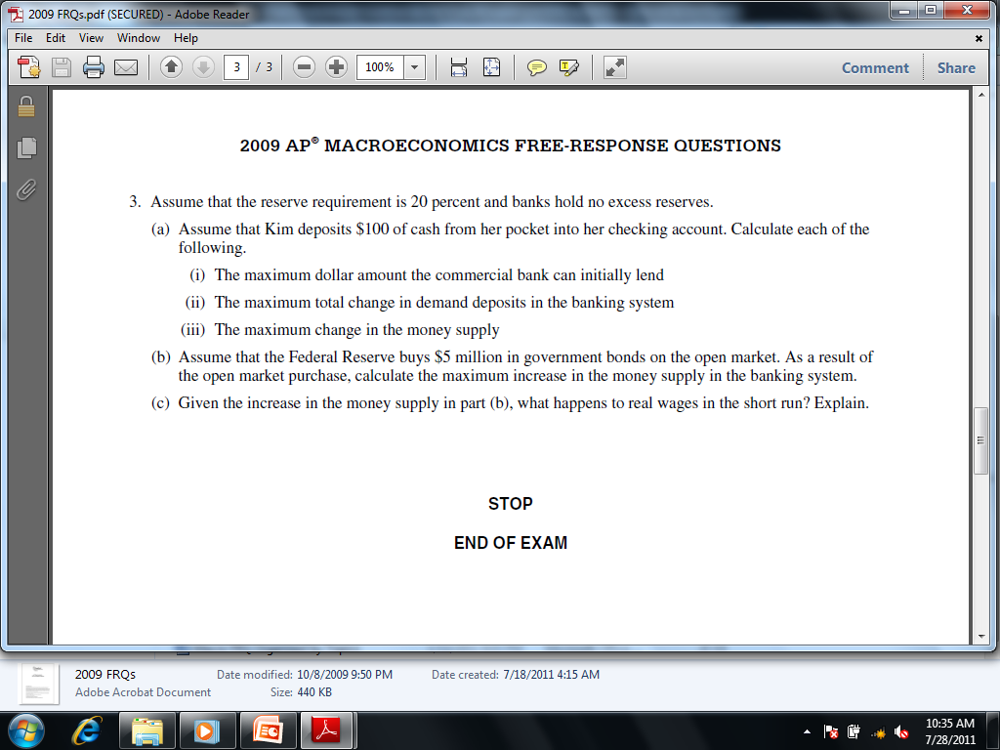 2009 FRQs.pdf (SECURED) - Adobe Reader
File Edit View Window Help
3 / 3 100% Comment Share
2009 AP® MACROECONOMICS FREE-RESPONSE QUESTIONS
3. Assume that the reserve requirement is 20 percent and banks hold no excess reserves.
(a) Assume that Kim deposits $100 of cash from her pocket into her checking account. Calculate each of the
following.
(i) The maximum dollar amount the commercial bank can initially lend
(ii) The maximum total change in demand deposits in the banking system
(iii) The maximum change in the money supply
(b) Assume that the Federal Reserve buys $5 million in government bonds on the open market. As a result of
the open market purchase, calculate the maximum increase in the money supply in the banking system.
(c) Given the increase in the money supply in part (b), what happens to real wages in the short run? Explain.
STOP
END OF EXAM
2009 FRQs Date modified: 10/8/2009 9:50 PM Date created: 7/18/2011 4:15 AM
Adobe Acrobat Document Size: 440 KB
10:35 AM
7/28/2011